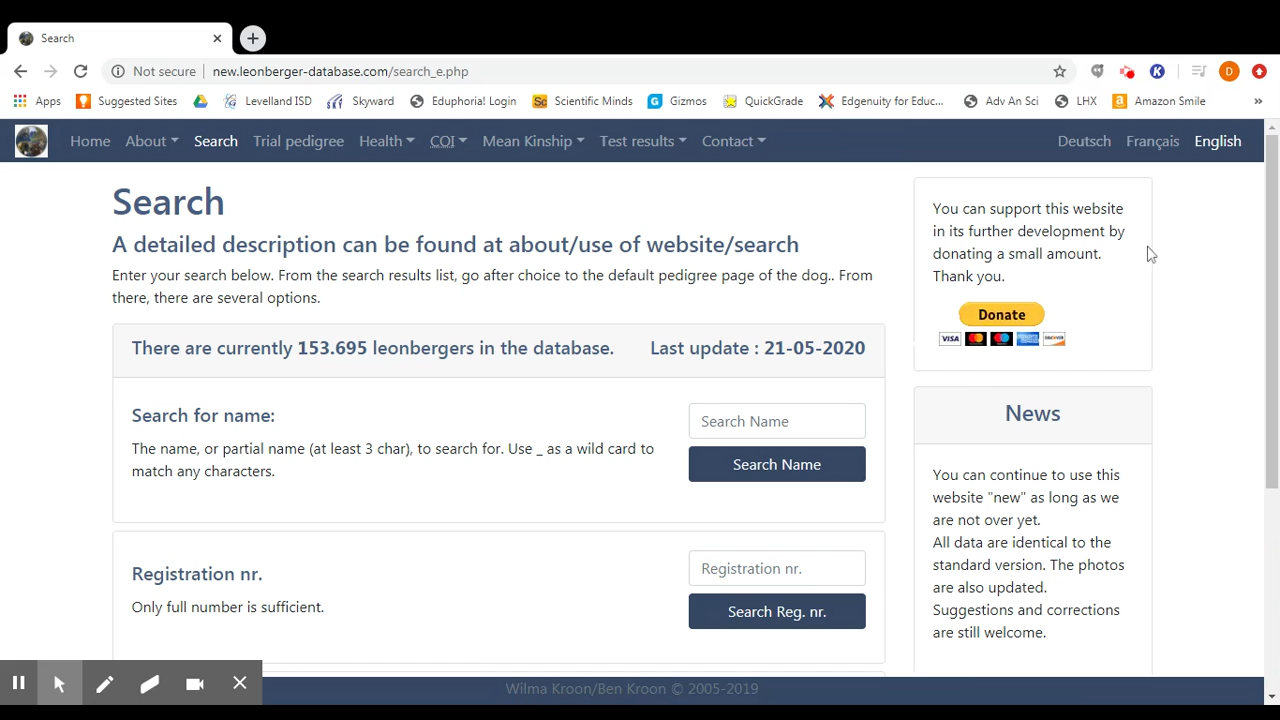 Search
Not secure new.leonberger-database.com/search_e.php
D
Apps Suggested Sites Levelland ISD Skyward Eduphoria! Login Sc Scientific Minds G Gizmos QuickGrade Edgenuity for Educ... Adv An Sci LHX Amazon Smile »
Home About Search Trial pedigree Health COI Mean Kinship Test results Contact Deutsch Français English
Search
A detailed description can be found at about/use of website/search
Enter your search below. From the search results list, go after choice to the default pedigree page of the dog.. From
there, there are several options.
There are currently 153.695 leonbergers in the database. Last update : 21-05-2020
Search for name:
The name, or partial name (at least 3 char), to search for. Use _ as a wild card to
match any characters.
Search Name
Search Name
Registration nr.
Only full number is sufficient.
Registration nr.
Search Reg. nr.
You can support this website
in its further development by
donating a small amount.
Thank you.
Donate
VISA
News
You can continue to use this
website "new" as long as we
are not over yet.
All data are identical to the
standard version. The photos
are also updated.
Suggestions and corrections
are still welcome.
Wilma Kroon/Ben Kroon © 2005-2019